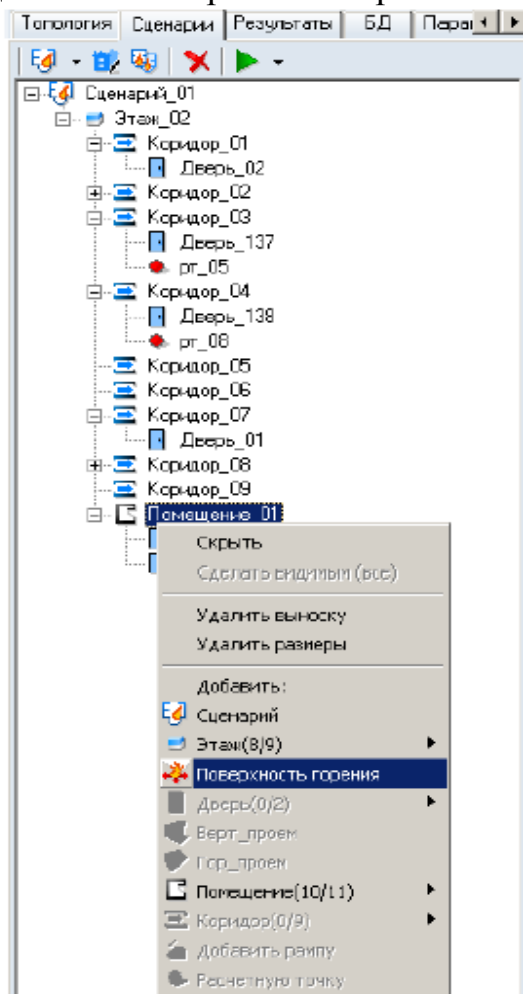 Топология Сценарии Результаты БД Пара
Сценарий_01
Этаж_02
Коридор_01
Дверь_02
Коридор_02
Коридор_03
Дверь_137
рт_05
Коридор_04
Дверь_138
рт_08
Коридор_05
Коридор_06
Коридор_07
Дверь_01
Коридор_08
Коридор_09
Помещение_01
Скрыть
Сделать видимым (все)
Удалить выноску
Удалить размеры
Добавить:
Сценарий
Этаж(8/9)
Поверхность горения
Дверь(0/2)
Верт_проем
Гор_проем
Помещение(10/11)
Коридор(0/9)
Добавить рампу
Расчетную точку